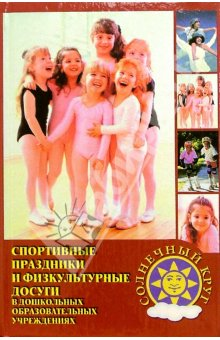 СПОРТИВНЫЕ
ПРАЗДНИКИ
И ФИЗКУЛЬТУРНЫЕ
ДОСУГИ
В ДОШКОЛЬНЫХ
ОБРАЗОВАТЕЛЬНЫХ
УЧРЕЖДЕНИЯХ
СОЛНЕЧНЫЙ КРУГ